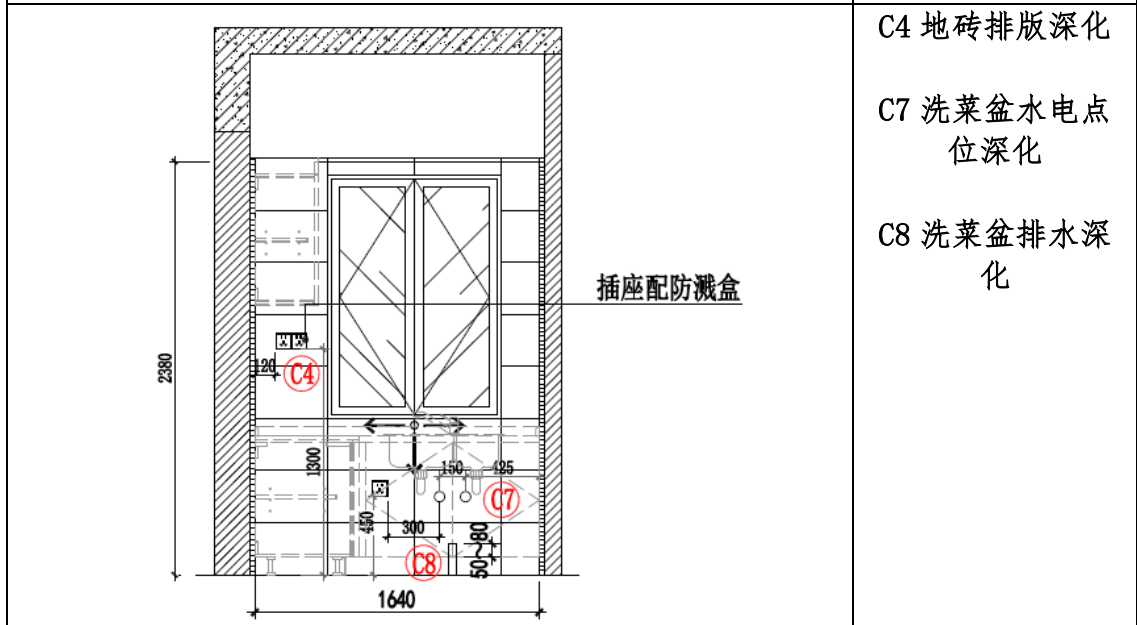 C4 地砖排版深化
C7 洗菜盆水电点
位深化
C8 洗菜盆排水深
化
插座配防溅盒
2380
120
C4
1300
150
425
C7
450
300
C8
50~80
1640